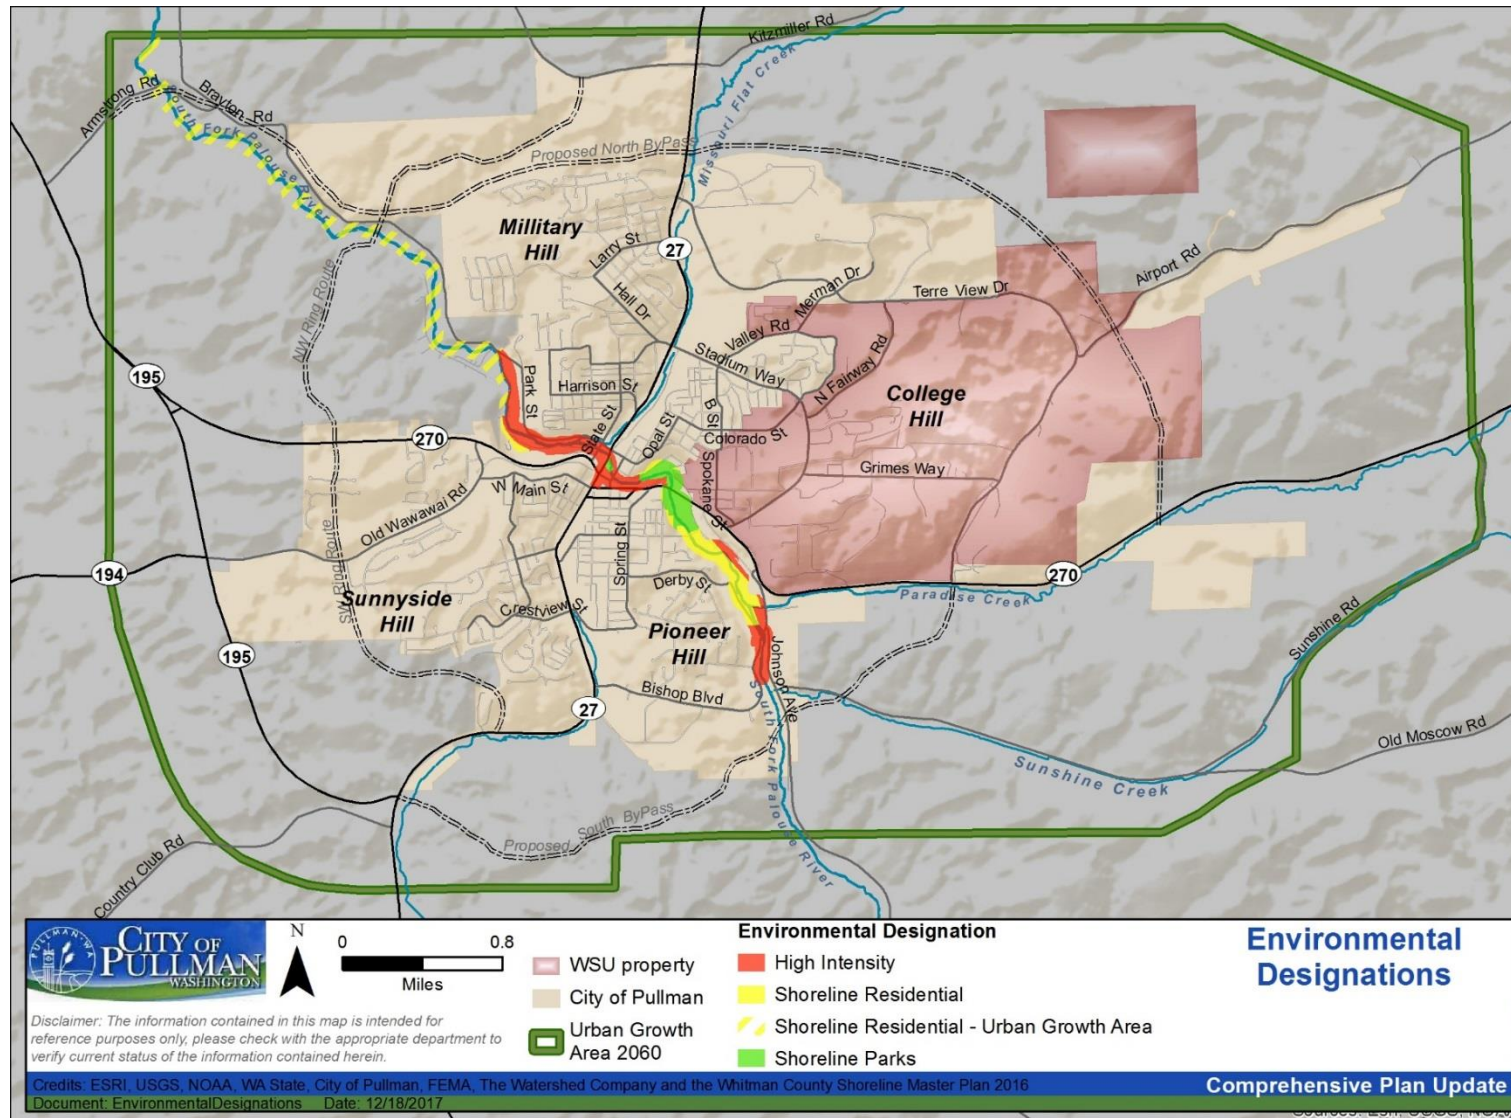 Kitzmiller Rd
Armstrong Rd
Brayton Rd
South Fork Palouse River
Missouri Flat Creek
Proposed North ByPass
Millitary
Hill
Larry St
27
Hall Dr
Merman Dr
Terre View Dr
Airport Rd
NW Ring Route
Valley Rd
Stadium Way
N Fairway Rd
195
Park St
Harrison St
State St
Opal St
B St
Colorado St
College
Hill
270
Grimes Way
W Main St
Spokane St
Old Wawawai Rd
SW Ring Route
Spring St
Derby St
194
270
Paradise Creek
Sunnyside
Hill
Crestview St
Pioneer
Hill
Johnson Ave
Sunshine Rd
195
Bishop Blvd
27
South Fork Palouse River
Old Moscow Rd
Sunshine Creek
Proposed South ByPass
Country Club Rd
PULLMAN·WA
CITY OF
PULLMAN
WASHINGTON
N
0 0.8
Miles
WSU property
City of Pullman
Urban Growth
Area 2060
Environmental Designation
High Intensity
Shoreline Residential
Shoreline Residential - Urban Growth Area
Shoreline Parks
Environmental
Designations
Disclaimer: The information contained in this map is intended for
reference purposes only, please check with the appropriate department to
verify current status of the information contained herein.
Credits: ESRI, USGS, NOAA, WA State, City of Pullman, FEMA, The Watershed Company and the Whitman County Shoreline Master Plan 2016
Comprehensive Plan Update
Document: EnvironmentalDesignations Date: 12/18/2017